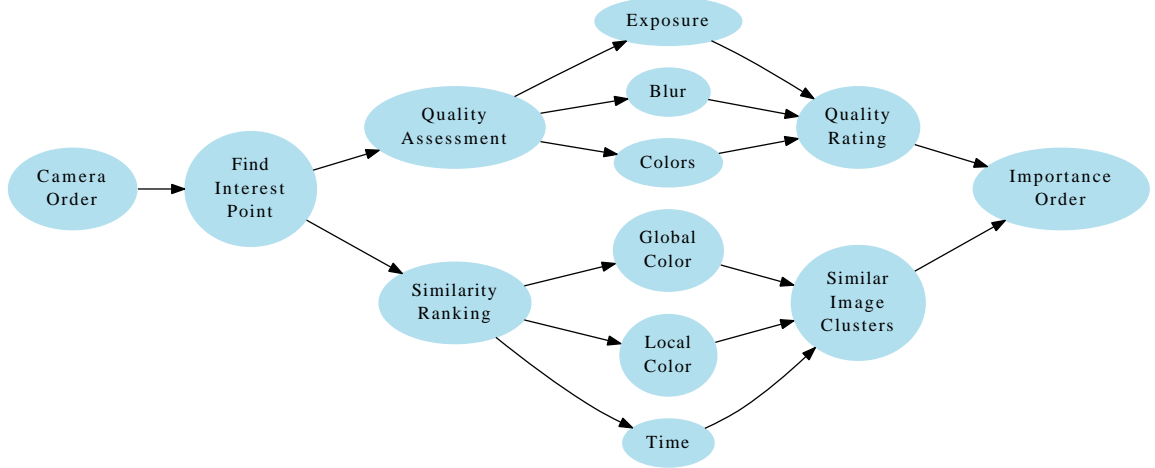 Camera
Order
Find
Interest
Point
Quality
Assessment
Exposure
Blur
Colors
Quality
Rating
Similarity
Ranking
Global
Color
Local
Color
Time
Similar
Image
Clusters
Importance
Order